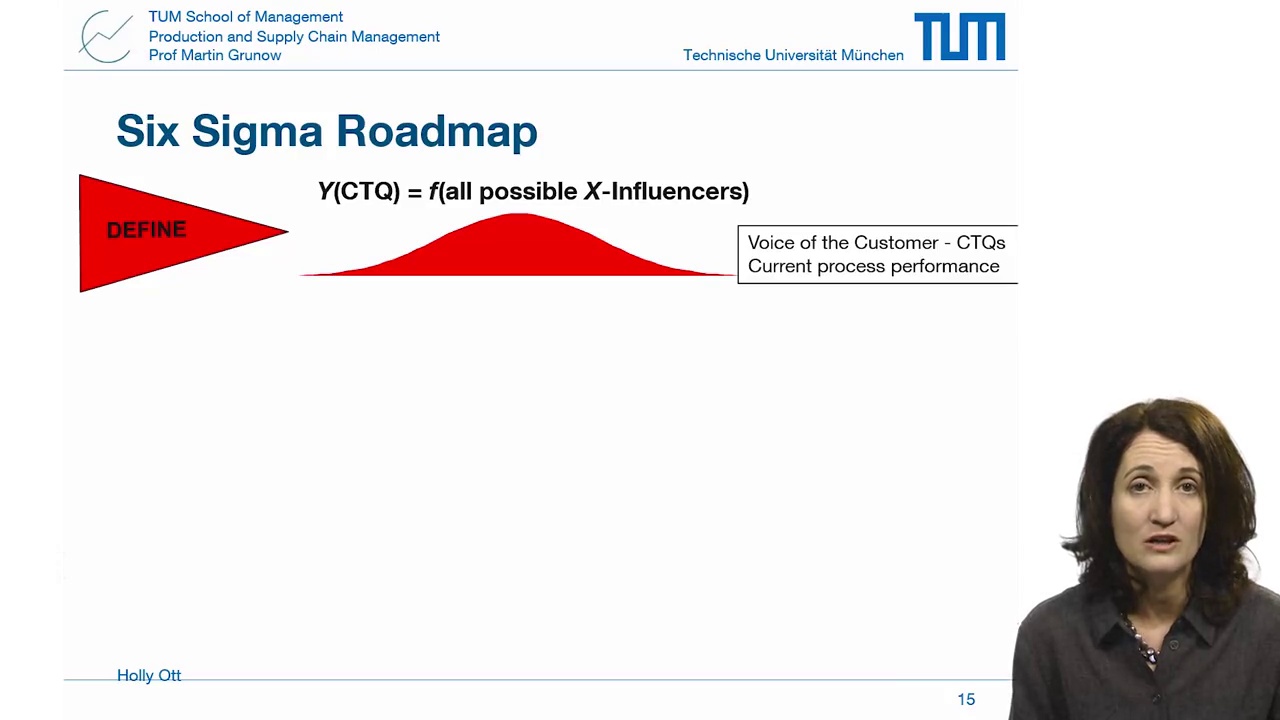 TUM School of Management
Production and Supply Chain Management
Prof Martin Grunow
Technische Universität München
TUM
Six Sigma Roadmap
DEFINE
Y(CTQ) = f(all possible X-Influencers)
Voice of the Customer - CTQs
Current process performance
Holly Ott
15